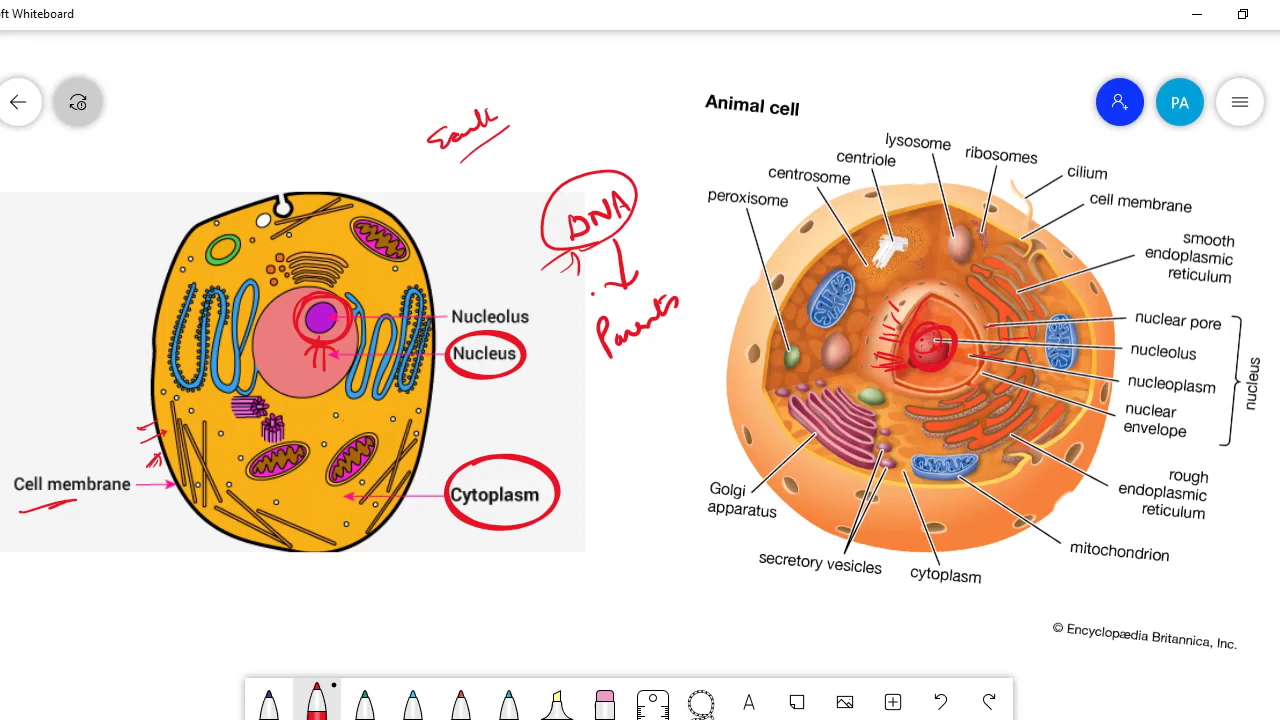 ft Whiteboard
PA
DNA
Parents
Nucleolus
Nucleus
Cell membrane
Cytoplasm
Animal cell
lysosome
ribosomes
centriole
cilium
centrosome
cell membrane
peroxisome
smooth
endoplasmic
reticulum
nuclear pore
nucleolus
nucleoplasm
nuclear
envelope
nucleus
rough
endoplasmic
reticulum
Golgi
apparatus
mitochondrion
secretory vesicles
cytoplasm
© Encyclopædia Britannica, Inc.
A